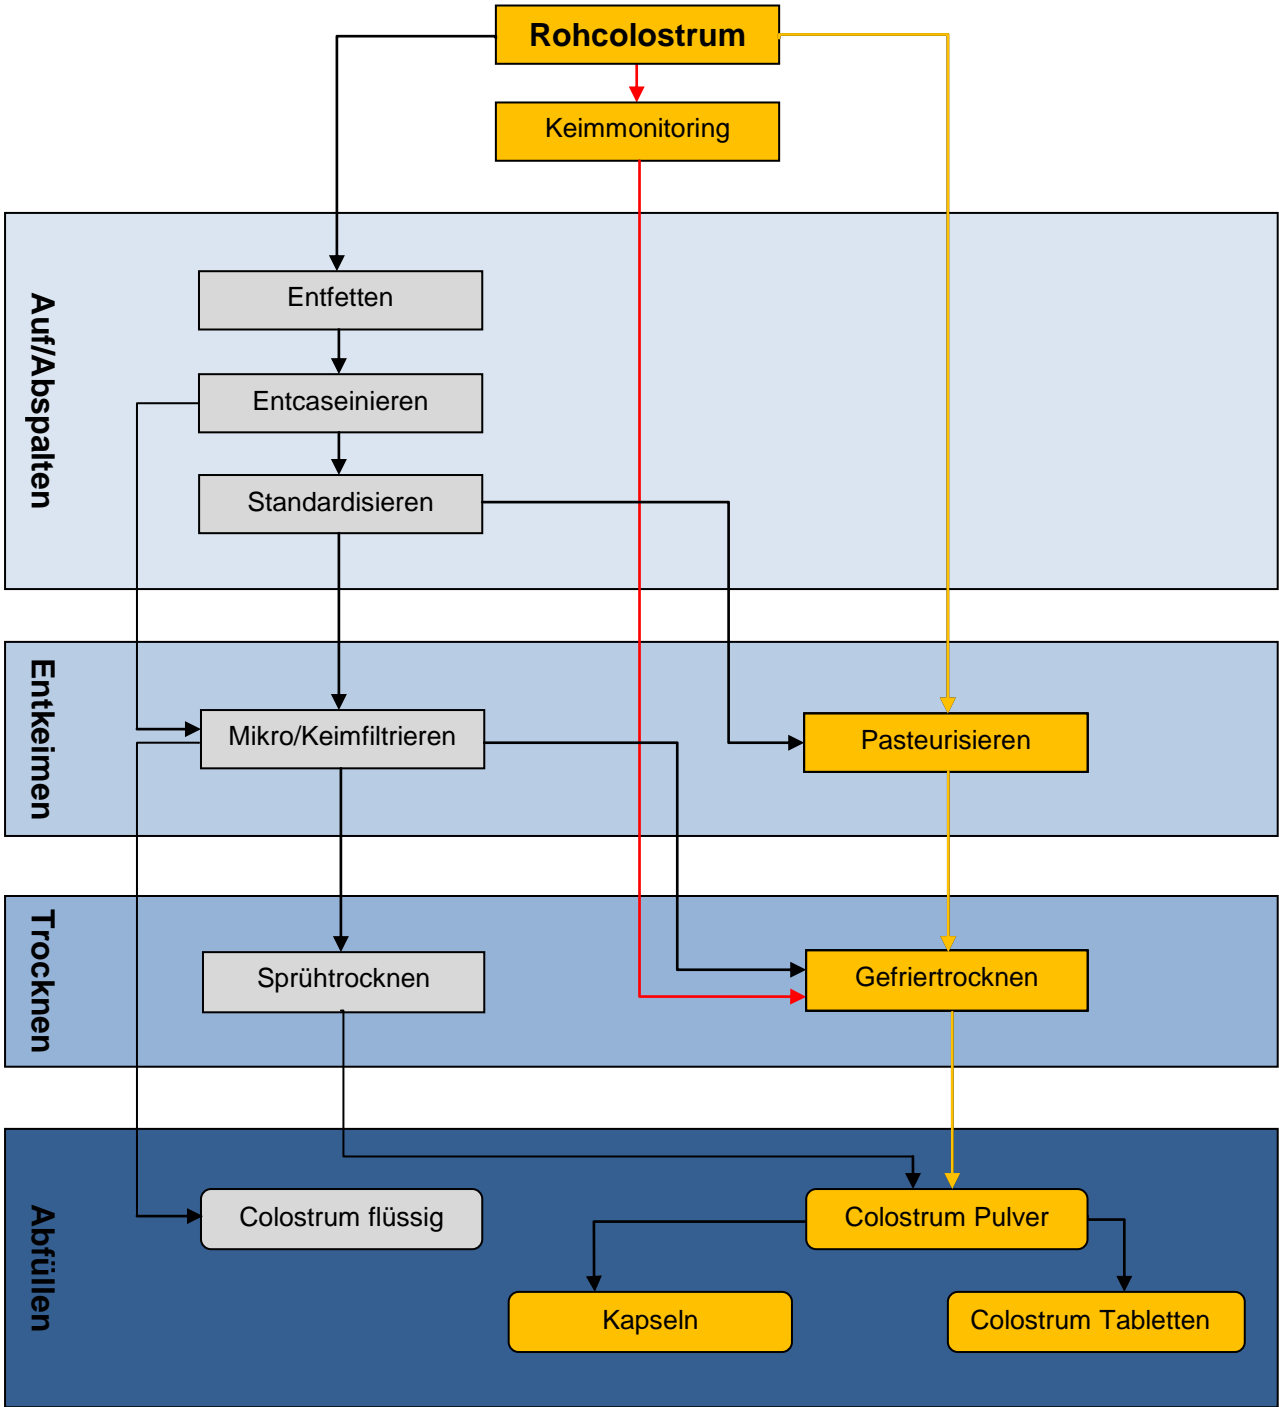 Rohcolostrum
Keimmonitoring
Auf/Abspalten
Entfetten
Entcaseinieren
Standardisieren
Entkeimen
Mikro/Keimfiltrieren
Pasteurisieren
Trocknen
Sprühtrocknen
Gefriertrocknen
Abfüllen
Colostrum flüssig
Colostrum Pulver
Kapseln
Colostrum Tabletten